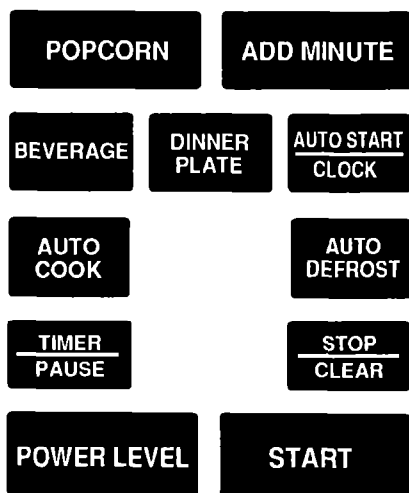 POPCORN
ADD MINUTE
BEVERAGE
DINNER
PLATE
AUTO START
CLOCK
AUTO
COOK
AUTO
DEFROST
TIMER
PAUSE
STOP
CLEAR
POWER LEVEL
START